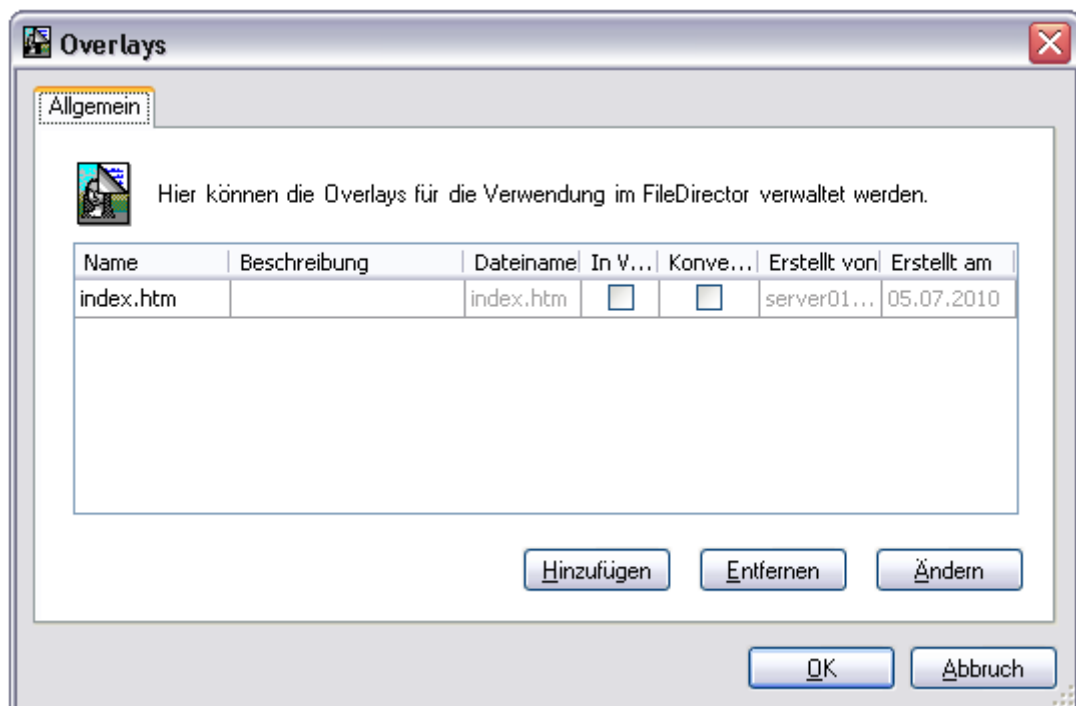 Overlays
Allgemein
Hier können die Overlays für die Verwendung im FileDirector verwaltet werden.
Name Beschreibung Dateiname In V... Konve... Erstellt von Erstellt am
index.htm index.htm server01... 05.07.2010
Hinzufügen Entfernen Ändern
OK Abbruch